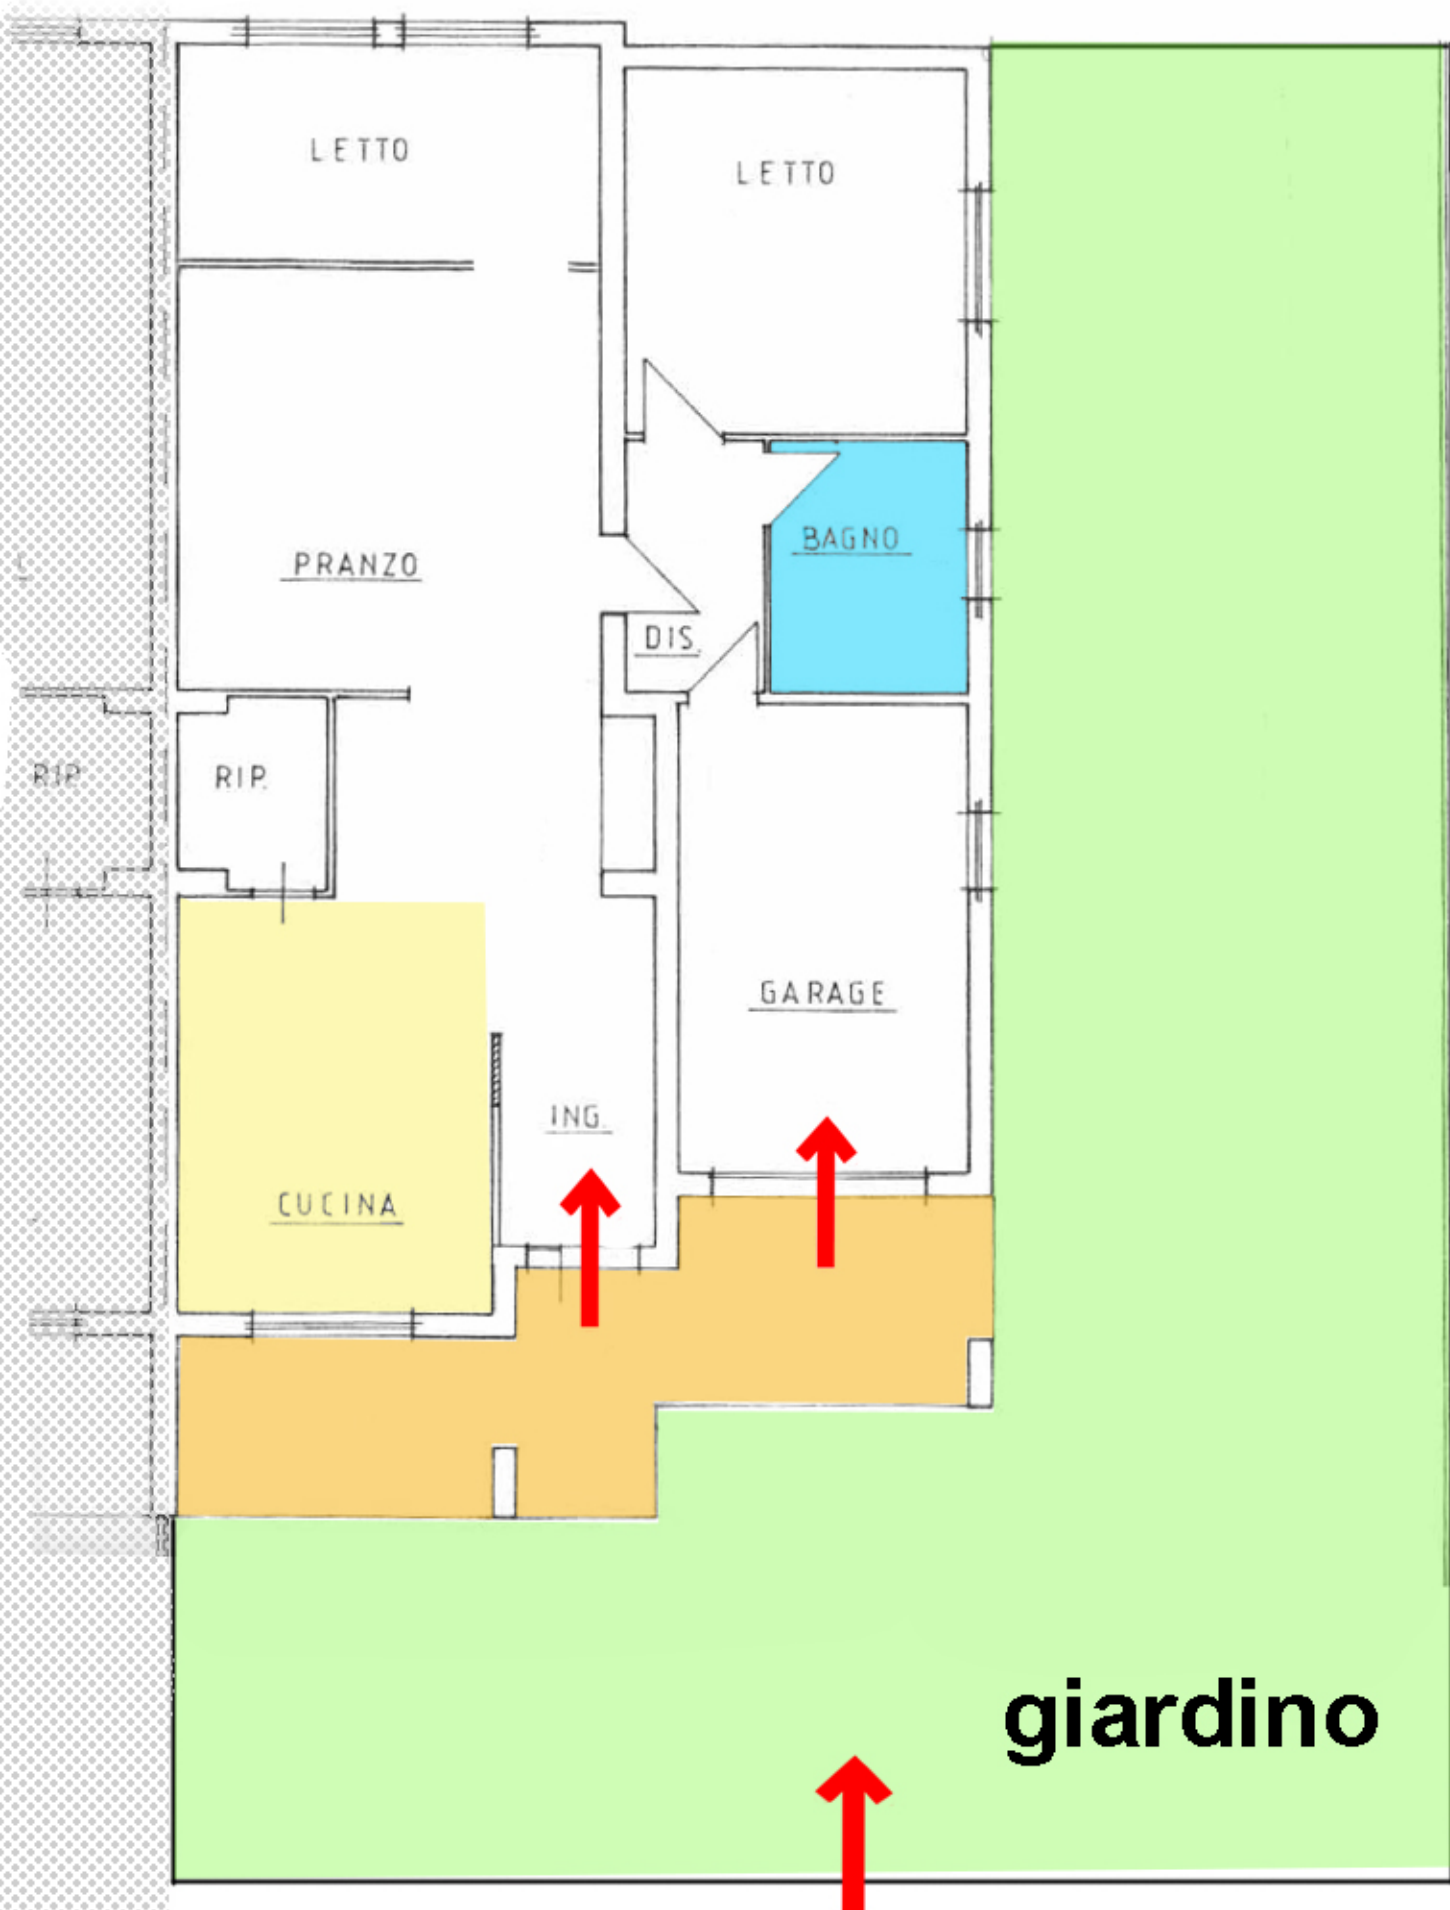 LETTO
LETTO
BAGNO
PRANZO
DIS.
RIP.
RIP.
GARAGE
ING.
CUCINA
giardino